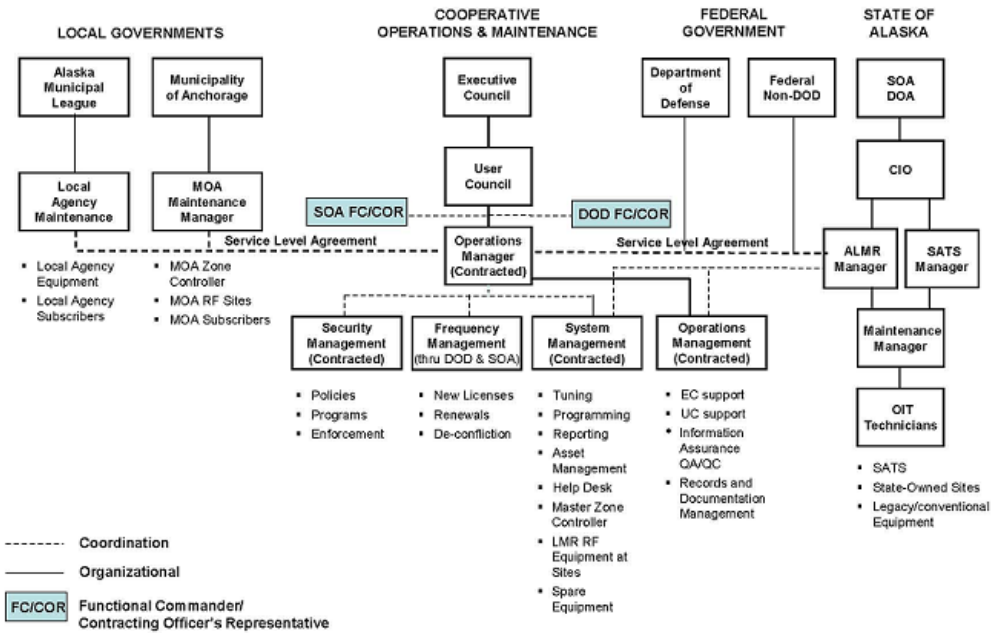 LOCAL GOVERNMENTS
COOPERATIVE
OPERATIONS & MAINTENANCE
FEDERAL
GOVERNMENT
STATE OF
ALASKA
Alaska
Municipal
League
Municipality
of Anchorage
Executive
Council
Department
of
Defense
Federal
Non-DOD
SOA
DOA
User
Council
CIO
Local
Agency
Maintenance
MOA
Maintenance
Manager
SOA FC/COR
DOD FC/COR
Service Level Agreement
Operations
Manager
(Contracted)
Service Level Agreement
ALMR
Manager
SATS
Manager
▪ Local Agency
Equipment
▪ Local Agency
Subscribers
▪ MOA Zone
Controller
▪ MOA RF Sites
▪ MOA Subscribers
Security
Management
(Contracted)
Frequency
Management
(thru DOD & SOA)
System
Management
(Contracted)
Operations
Management
(Contracted)
Maintenance
Manager
▪ Policies
▪ Programs
▪ Enforcement
▪ New Licenses
▪ Renewals
▪ De-confliction
▪ Tuning
▪ Programming
▪ Reporting
▪ Asset
Management
▪ Help Desk
▪ Master Zone
Controller
▪ LMR RF
Equipment at
Sites
▪ Spare
Equipment
▪ EC support
▪ UC support
• Information
Assurance
QA/QC
▪ Records and
Documentation
Management
OIT
Technicians
▪ SATS
▪ State-Owned Sites
▪ Legacy/conventional
Equipment
Coordination
Organizational
FC/COR
Functional Commander/
Contracting Officer's Representative